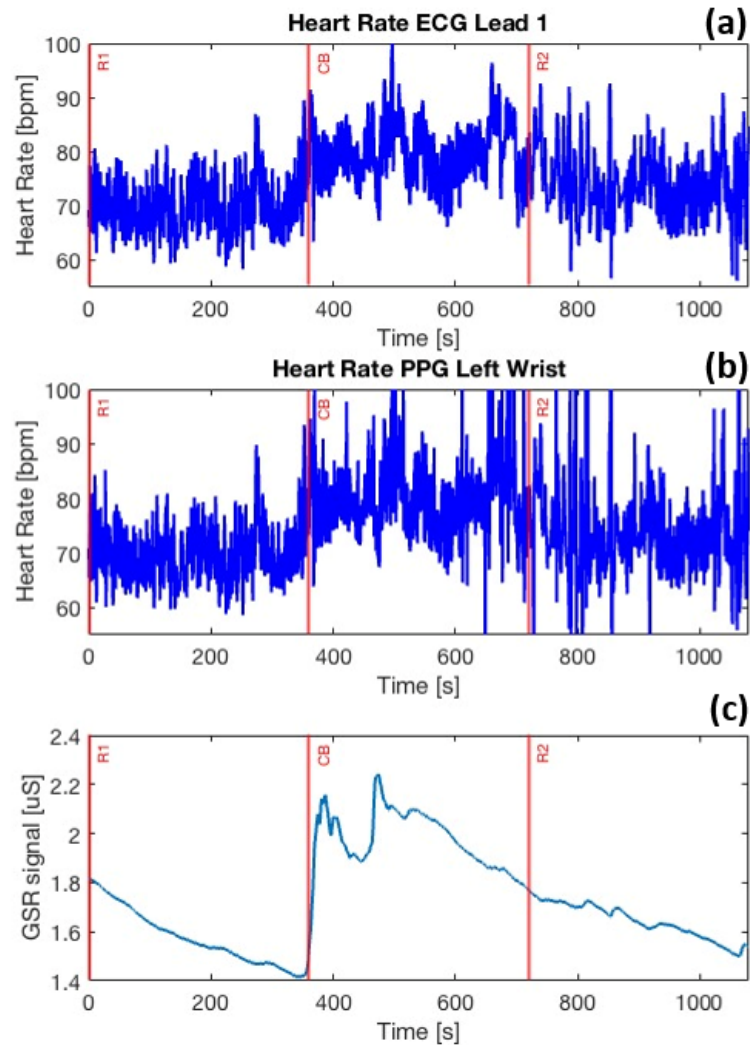 Heart Rate ECG Lead 1
(a)
Heart Rate [bpm]
100
90
80
70
60
R1
CB
R2
0
200
400
600
800
1000
Time [s]
Heart Rate PPG Left Wrist
(b)
Heart Rate [bpm]
100
90
80
70
60
R1
CB
R2
0
200
400
600
800
1000
Time [s]
(c)
GSR signal [uS]
2.4
2.2
2
1.8
1.6
1.4
R1
CB
R2
0
200
400
600
800
1000
Time [s]